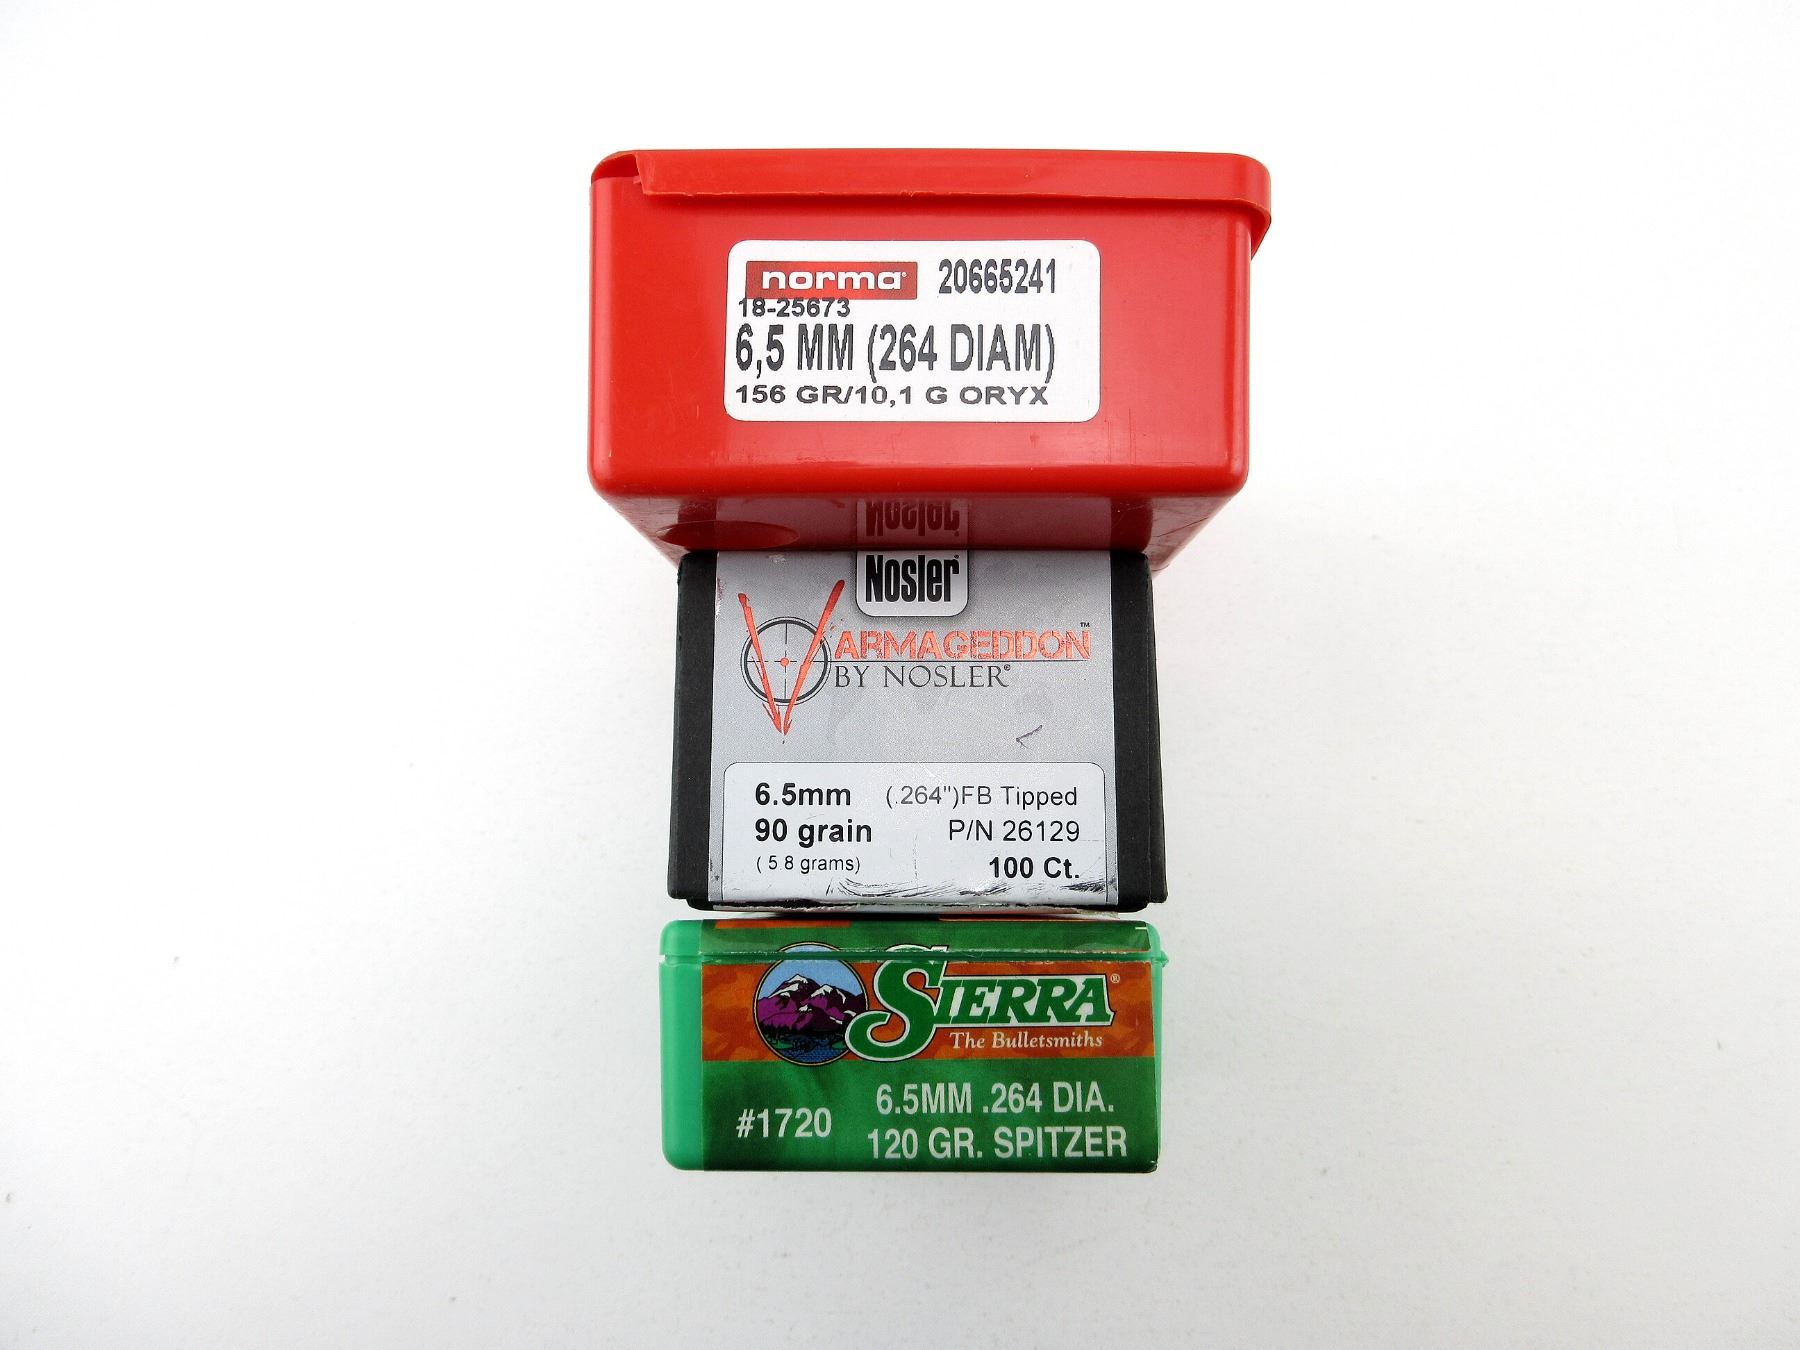 norma® 20665241
18-25673
6,5 MM (264 DIAM)
156 GR/10,1 G ORYX
Nosler
Nosler®
VARMAGEDDON™
BY NOSLER®
6.5mm (.264")FB Tipped
90 grain P/N 26129
( 5.8 grams) 100 Ct.
SIERRA®
The Bulletsmiths
#1720 6.5MM .264 DIA.
120 GR. SPITZER